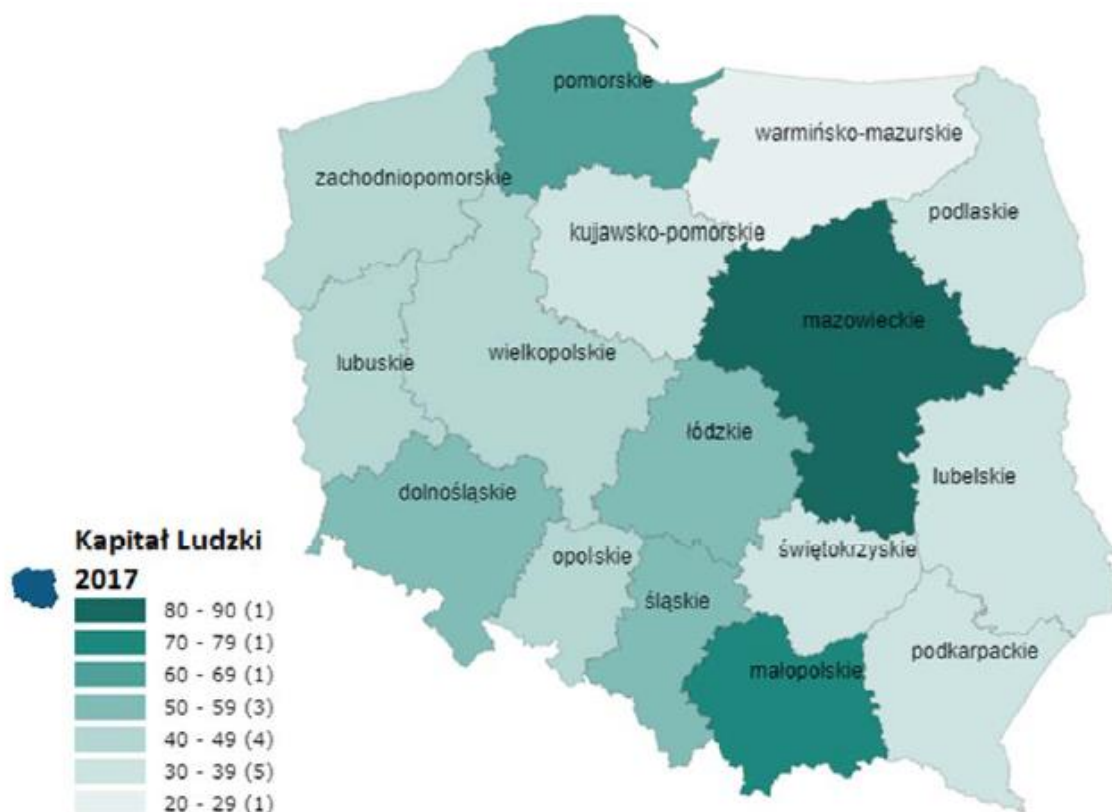 pomorskie
warmińsko-mazurskie
zachodniopomorskie
podlaskie
kujawsko-pomorskie
mazowieckie
wielkopolskie
lubuskie
łódzkie
lubelskie
dolnośląskie
opolskie
świętokrzyskie
śląskie
podkarpackie
małopolskie
Kapitał Ludzki
2017
80 - 90 (1)
70 - 79 (1)
60 - 69 (1)
50 - 59 (3)
40 - 49 (4)
30 - 39 (5)
20 - 29 (1)